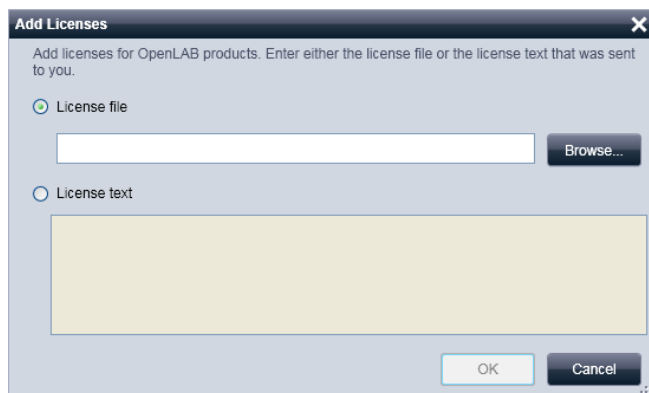 Add Licenses
Add licenses for OpenLAB products. Enter either the license file or the license text that was sent
to you.
License file
Browse...
License text
OK
Cancel